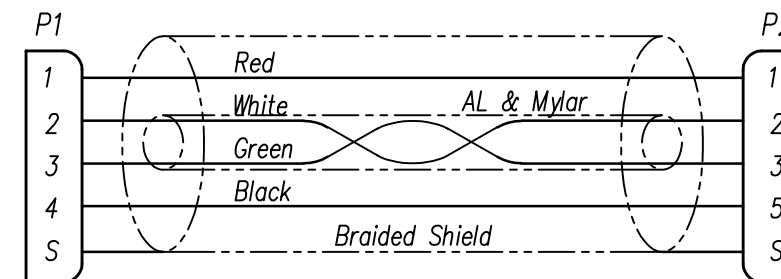 P1
1 Red 1
2 White AL & Mylar 2
3 Green 3
4 Black 5
S Braided Shield S